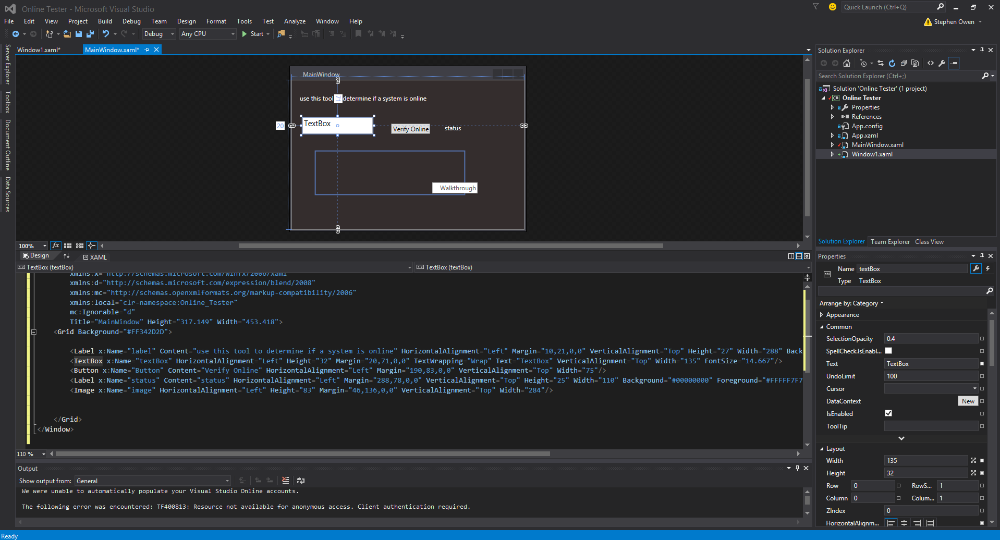 Online Tester - Microsoft Visual Studio
Quick Launch (Ctrl+Q)
File Edit View Project Build Debug Team Design Format Tools Test Analyze Window Help
Stephen Owen
Debug Any CPU Start
Server Explorer
Toolbox
Document Outline
Data Sources
Window1.xaml* MainWindow.xaml*
MainWindow
use this tool 71 determine if a system is online
20
TextBox
Verify Online
status
Walkthrough
100%
Design XAML
TextBox (textBox) TextBox (textBox)
xmlns:x="http://schemas.microsoft.com/winfx/2006/xaml"
xmlns:d="http://schemas.microsoft.com/expression/blend/2008"
xmlns:mc="http://schemas.openxmlformats.org/markup-compatibility/2006"
xmlns:local="clr-namespace:Online_Tester"
mc:Ignorable="d"
Title="MainWindow" Height="317.149" Width="453.418">
<Grid Background="#FF342D2D">
<Label x:Name="label" Content="use this tool to determine if a system is online" HorizontalAlignment="Left" Margin="10,21,0,0" VerticalAlignment="Top" Height="27" Width="288" Back
<TextBox x:Name="textBox" HorizontalAlignment="Left" Height="32" Margin="20,71,0,0" TextWrapping="Wrap" Text="TextBox" VerticalAlignment="Top" Width="135" FontSize="14.667"/>
<Button x:Name="Button" Content="Verify Online" HorizontalAlignment="Left" Margin="190,83,0,0" VerticalAlignment="Top" Width="75"/>
<Label x:Name="status" Content="status" HorizontalAlignment="Left" Margin="288,78,0,0" VerticalAlignment="Top" Height="25" Width="110" Background="#00000000" Foreground="#FFFFF7F7
<Image x:Name="image" HorizontalAlignment="Left" Height="83" Margin="46,136,0,0" VerticalAlignment="Top" Width="284"/>
</Grid>
</Window>
110 %
Output
Show output from: General
We were unable to automatically populate your Visual Studio Online accounts.
The following error was encountered: TF400813: Resource not available for anonymous access. Client authentication required.
Ready
Solution Explorer
Search Solution Explorer (Ctrl+;)
Solution 'Online Tester' (1 project)
C# Online Tester
Properties
References
App.config
App.xaml
MainWindow.xaml
Window1.xaml
Solution Explorer Team Explorer Class View
Properties
Name textBox
Type TextBox
Arrange by: Category
Appearance
Common
SelectionOpacity 0.4
SpellCheck.IsEnabl...
Text TextBox
UndoLimit 100
Cursor
DataContext New
IsEnabled
ToolTip
Layout
Width 135
Height 32
Row 0 RowS... 1
Column 0 Colum... 1
ZIndex 0
HorizontalAlignm...